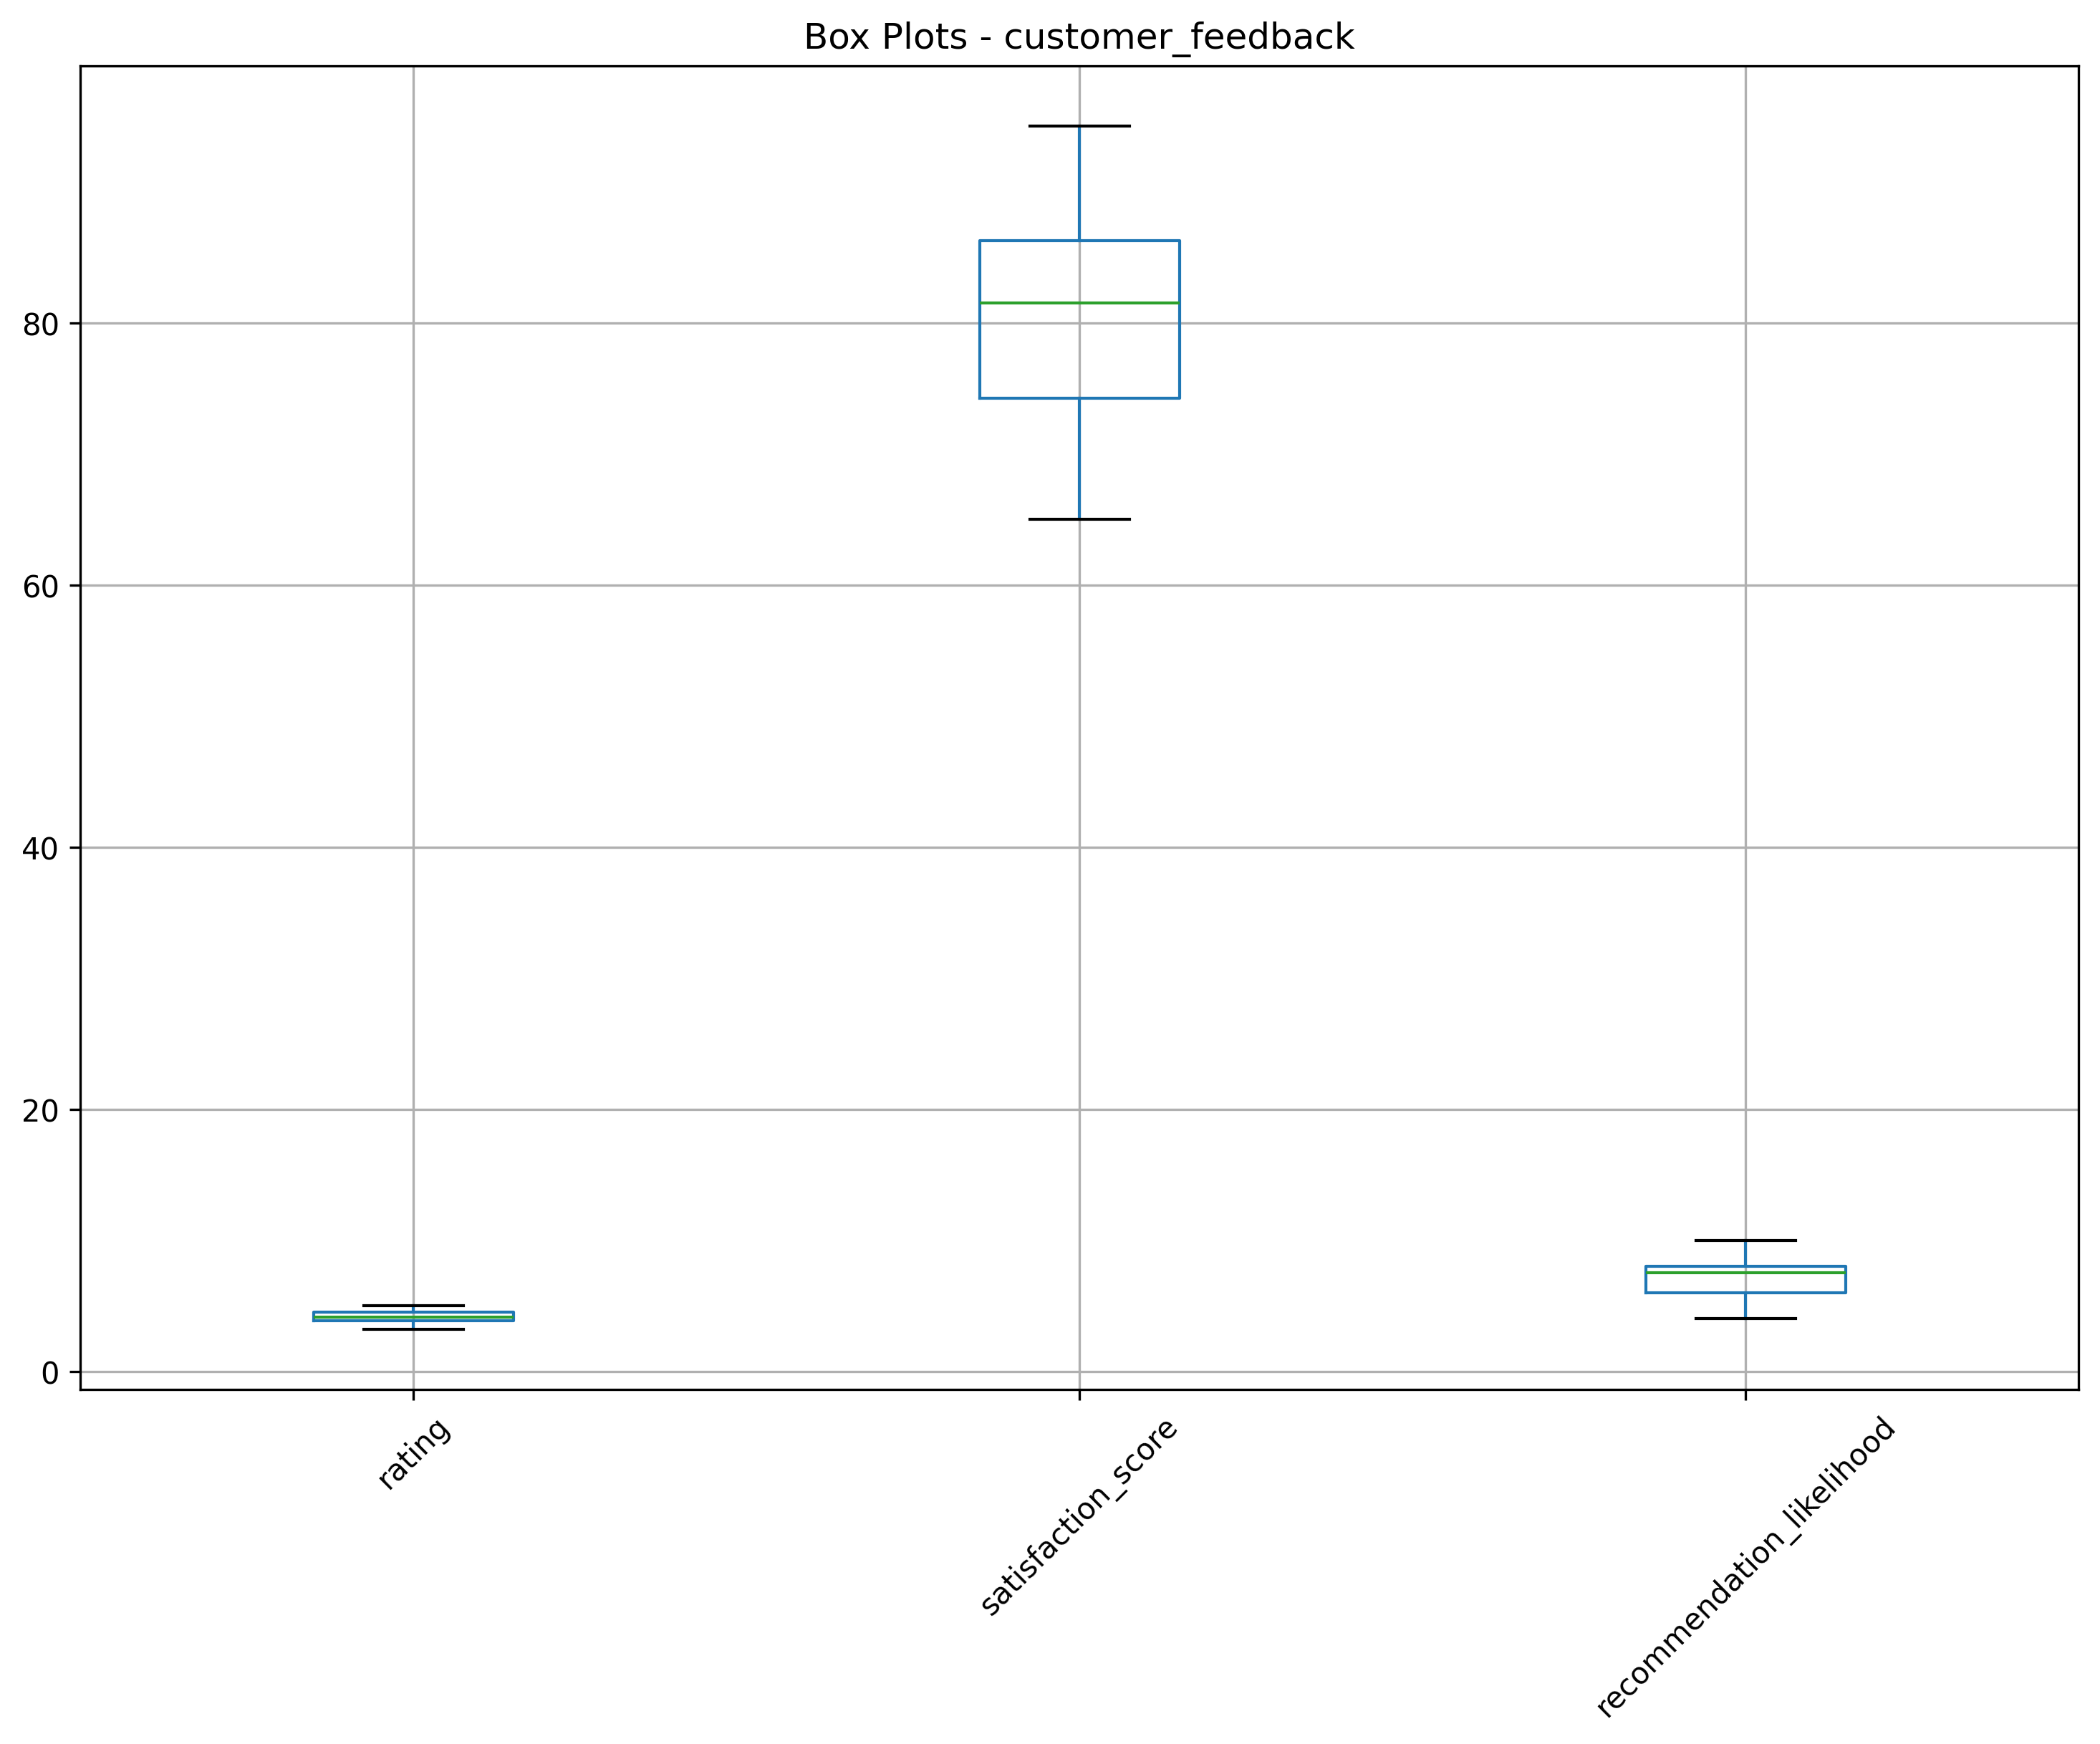 Box Plots - customer_feedback
80
60
40
20
0
rating
satisfaction_score
recommendation_likelihood